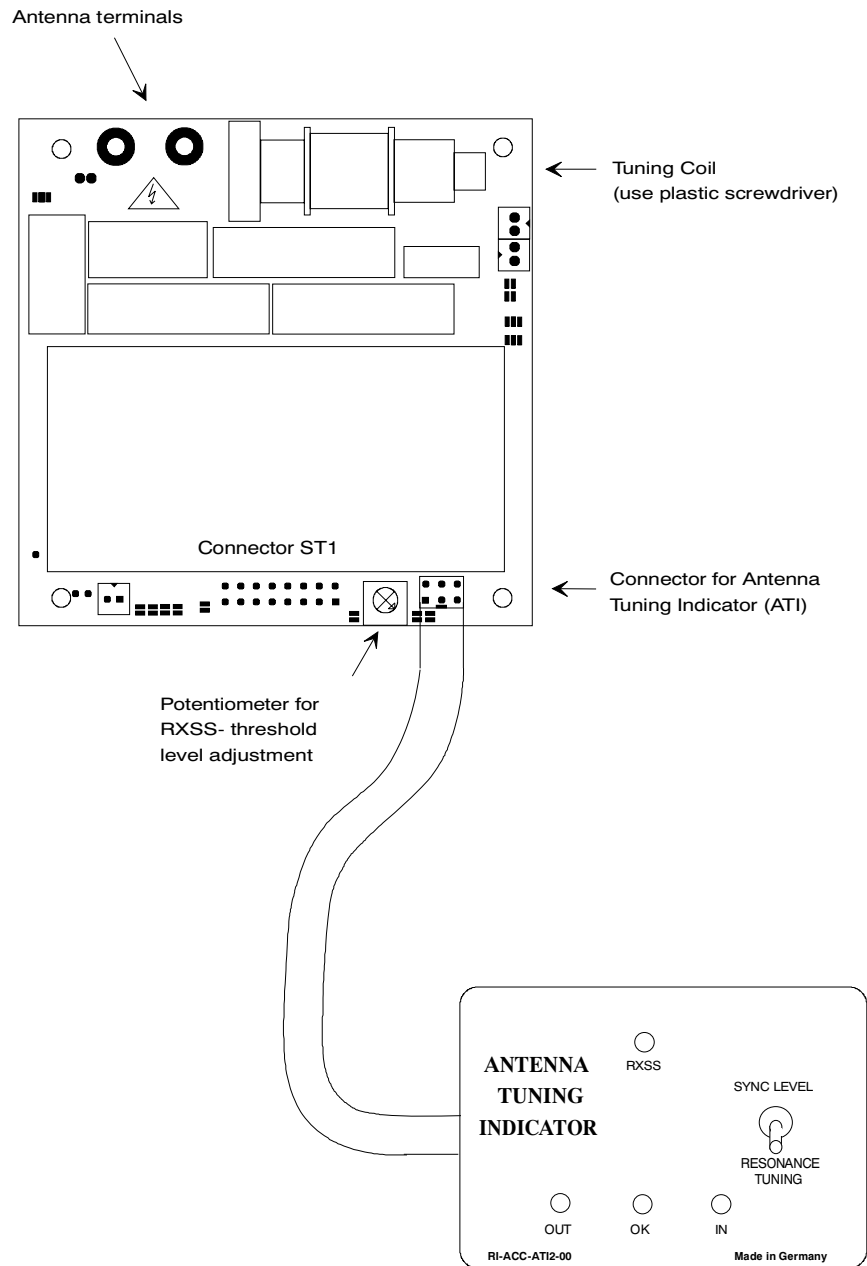 Antenna terminals
Tuning Coil
(use plastic screwdriver)
Connector ST1
Connector for Antenna
Tuning Indicator (ATI)
Potentiometer for
RXSS- threshold
level adjustment
ANTENNA
TUNING
INDICATOR
RXSS
SYNC LEVEL
RESONANCE
TUNING
OUT
OK
IN
RI-ACC-ATI2-00
Made in Germany